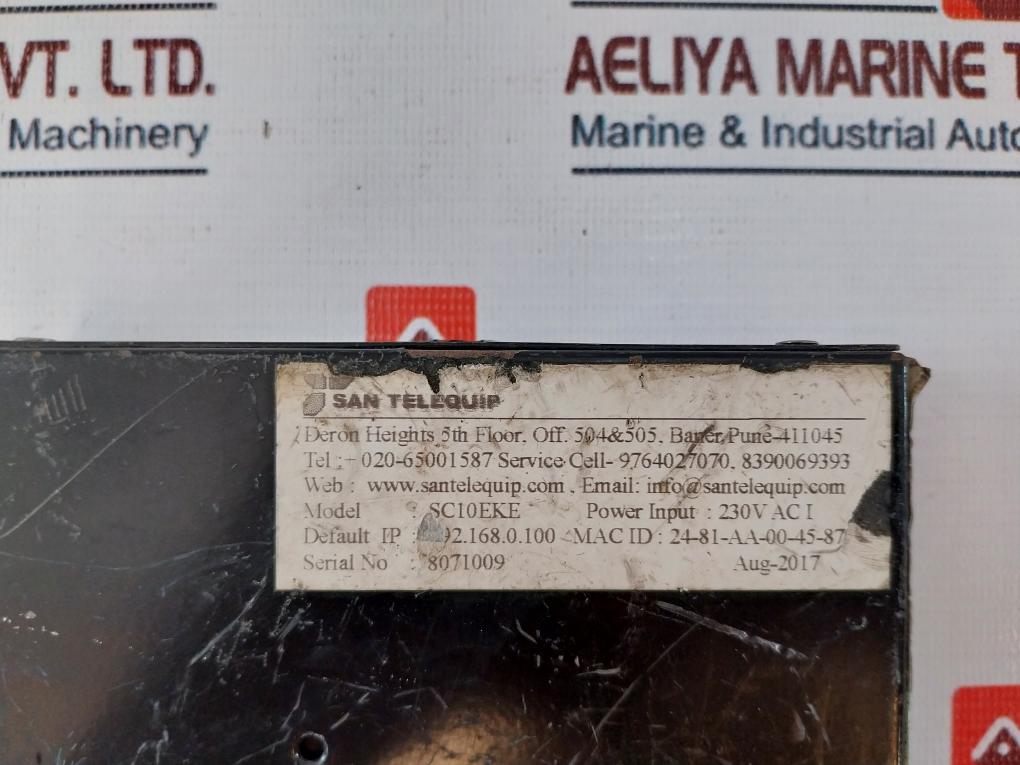 VT. LTD.
AELIYA MARINE T
Machinery
Marine & Industrial Auto
SAN TELEQUIP
Deron Heights 5th Floor, Off. 504&505, Baner Pune-411045
Tel :+ 020-65001587 Service Cell- 9764027070, 8390069393
Web : www.santelequip.com , Email: info@santelequip.com
Model : SC10EKE Power Input : 230V AC I
Default IP : 92.168.0.100 MAC ID : 24-81-AA-00-45-87
Serial No : 8071009 Aug-2017